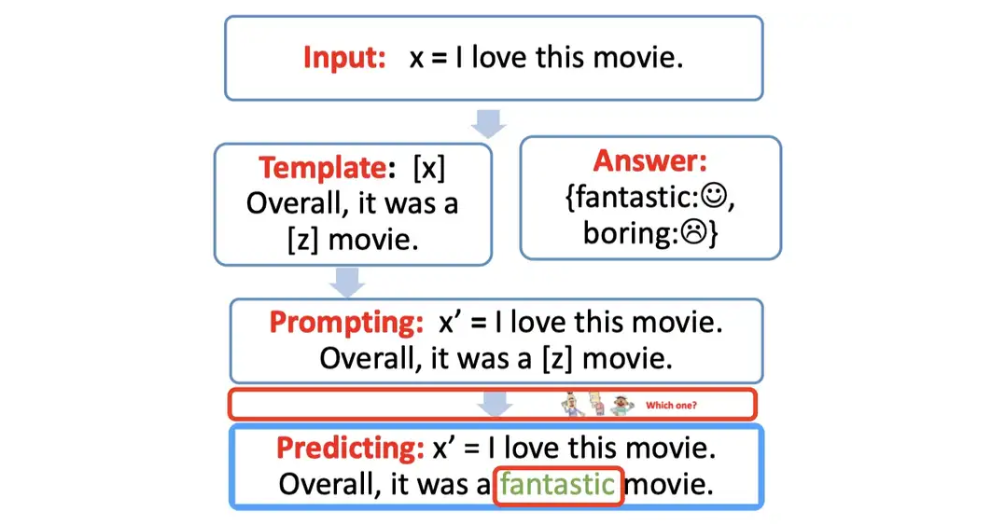 Input: x = I love this movie.
Template: [x]
Overall, it was a
[z] movie.
Answer:
{fantastic:☺,
boring:☹}
Prompting: x′ = I love this movie.
Overall, it was a [z] movie.
Which one?
Predicting: x′ = I love this movie.
Overall, it was a fantastic movie.